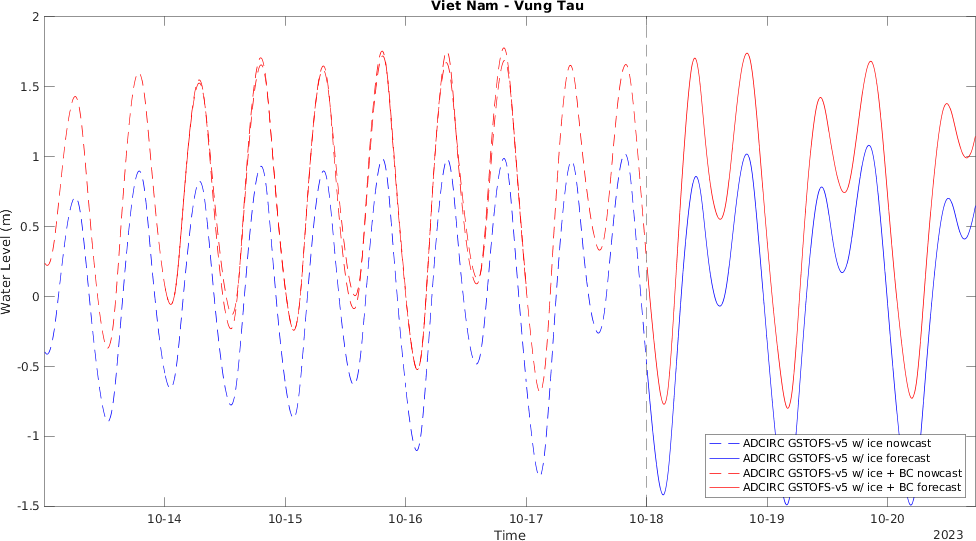 Viet Nam - Vung Tau
2
1.5
1
0.5
0
-0.5
-1
-1.5
Water Level (m)
ADCIRC GSTOFS-v5 w/ ice nowcast
ADCIRC GSTOFS-v5 w/ ice forecast
ADCIRC GSTOFS-v5 w/ ice + BC nowcast
ADCIRC GSTOFS-v5 w/ ice + BC forecast
10-14 10-15 10-16 10-17 10-18 10-19 10-20
Time
2023